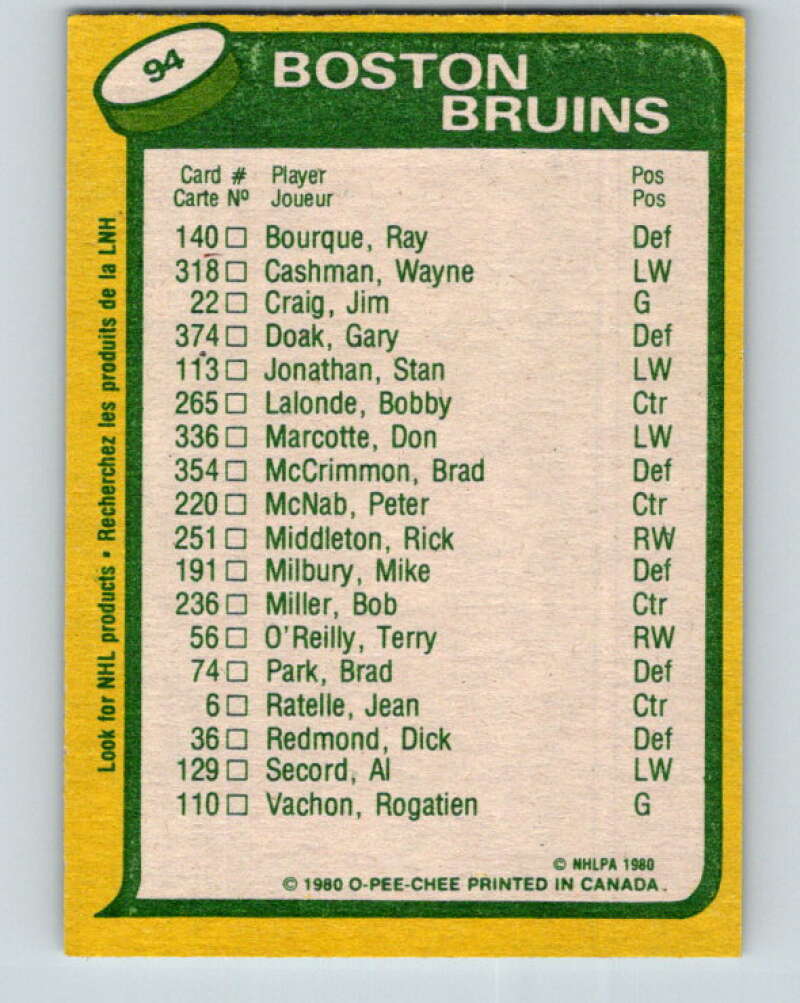 94
BOSTON
BRUINS
Card # Player Pos
Carte Nº Joueur Pos
140 □ Bourque, Ray Def
318 □ Cashman, Wayne LW
22 □ Craig, Jim G
374 □ Doak, Gary Def
113 □ Jonathan, Stan LW
265 □ Lalonde, Bobby Ctr
336 □ Marcotte, Don LW
354 □ McCrimmon, Brad Def
220 □ McNab, Peter Ctr
251 □ Middleton, Rick RW
191 □ Milbury, Mike Def
236 □ Miller, Bob Ctr
56 □ O'Reilly, Terry RW
74 □ Park, Brad Def
6 □ Ratelle, Jean Ctr
36 □ Redmond, Dick Def
129 □ Secord, Al LW
110 □ Vachon, Rogatien G
© NHLPA 1980
© 1980 O-PEE-CHEE PRINTED IN CANADA.
Look for NHL products • Recherchez les produits de la LNH